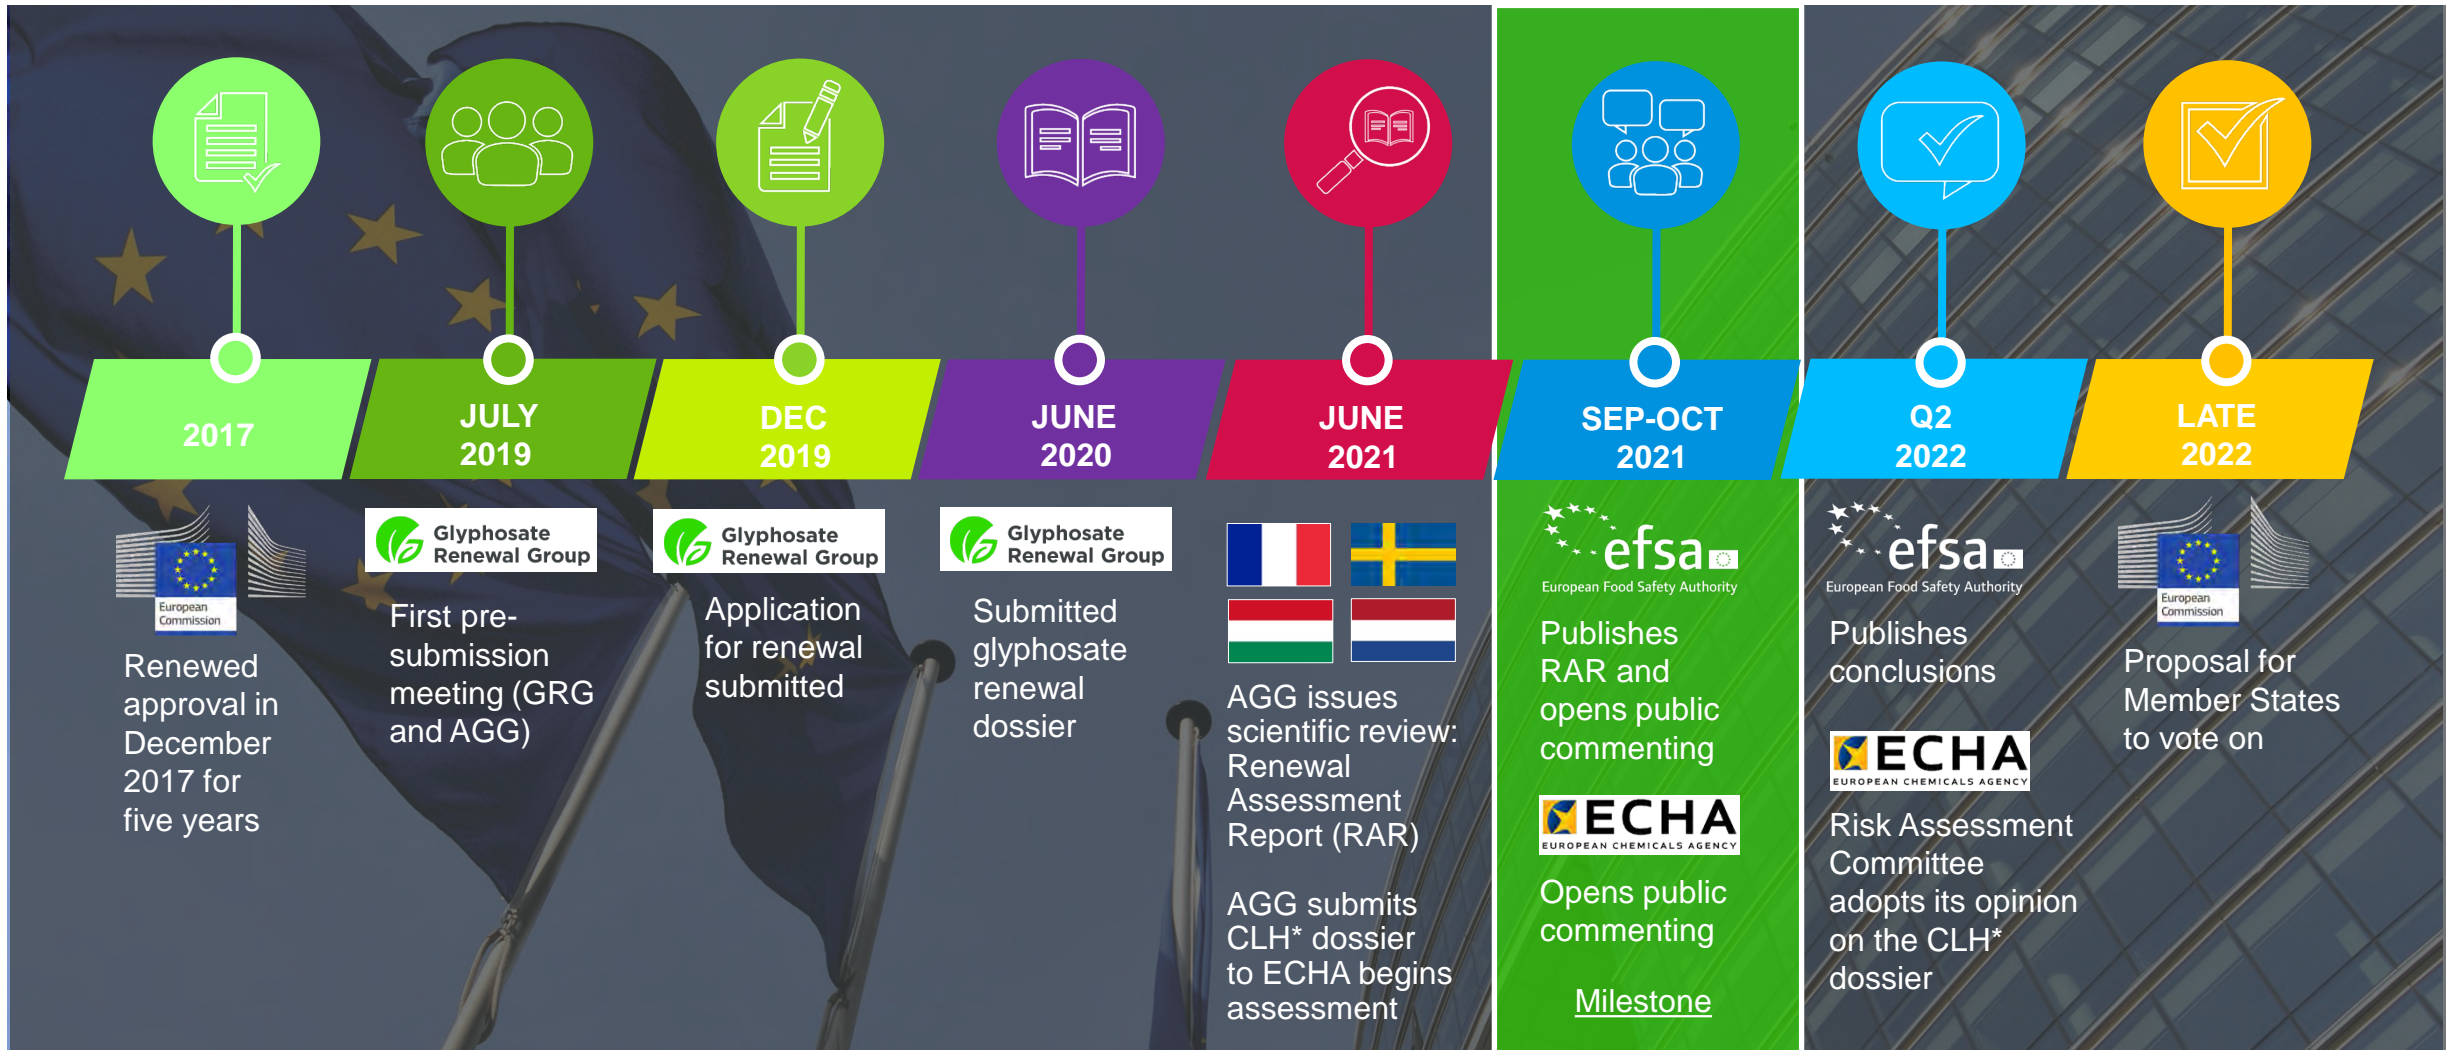 2017
European
Commission
Renewed
approval in
December
2017 for
five years
JULY
2019
Glyphosate
Renewal Group
First pre-
submission
meeting (GRG
and AGG)
DEC
2019
Glyphosate
Renewal Group
Application
for renewal
submitted
JUNE
2020
Glyphosate
Renewal Group
Submitted
glyphosate
renewal
dossier
JUNE
2021
AGG issues
scientific review:
Renewal
Assessment
Report (RAR)
AGG submits
CLH* dossier
to ECHA begins
assessment
SEP-OCT
2021
efsa
European Food Safety Authority
Publishes
RAR and
opens public
commenting
ECHA
EUROPEAN CHEMICALS AGENCY
Opens public
commenting
Milestone
Q2
2022
efsa
European Food Safety Authority
Publishes
conclusions
ECHA
EUROPEAN CHEMICALS AGENCY
Risk Assessment
Committee
adopts its opinion
on the CLH*
dossier
LATE
2022
European
Commission
Proposal for
Member States
to vote on